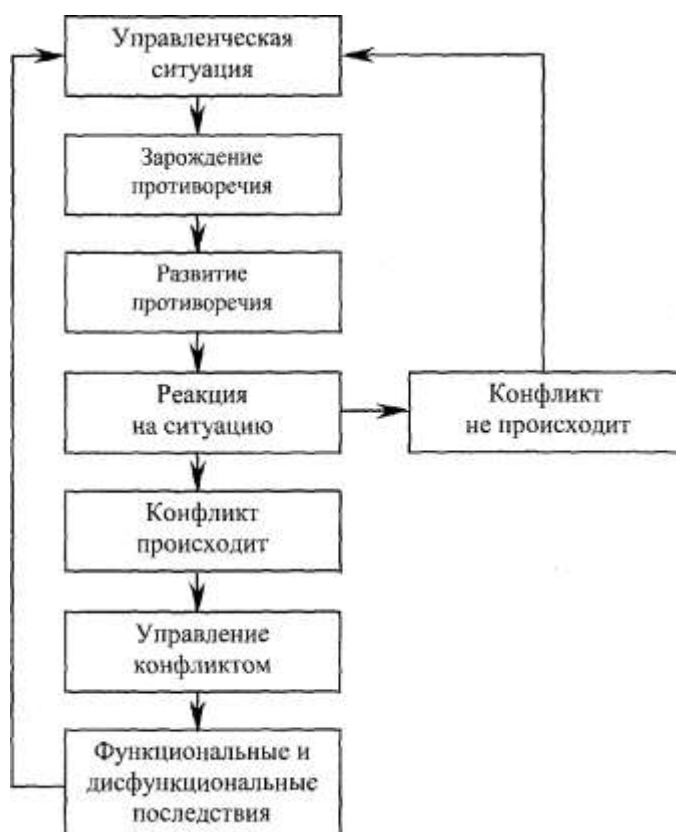 Управленческая
ситуация
Зарождение
противоречия
Развитие
противоречия
Реакция
на ситуацию
Конфликт
не происходит
Конфликт
происходит
Управление
конфликтом
Функциональные и
дисфункциональные
последствия